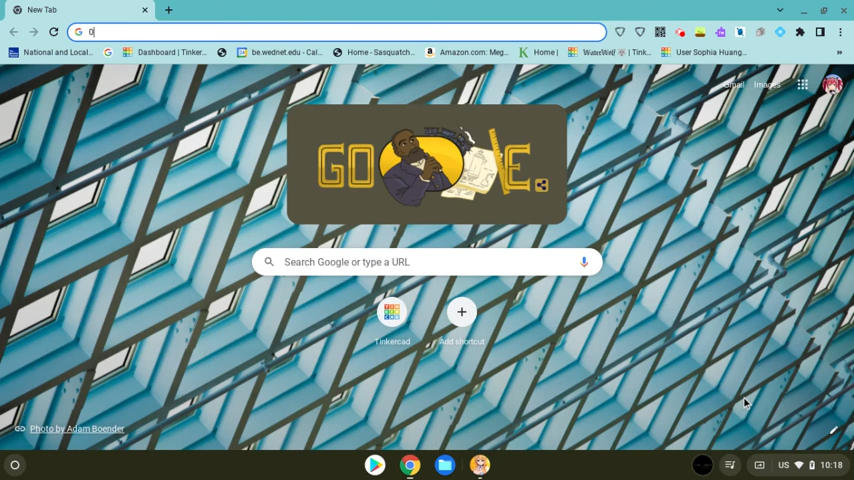 New Tab
0
National and Local...
G
Dashboard | Tinker...
be.wednet.edu - Cal...
Home - Sasquatch...
Amazon.com: Meg...
Home |
WaterWolf | Tink...
User Sophia Huang...
»
Gmail
Images
GO E
Search Google or type a URL
Tinkercad
Add shortcut
Photo by Adam Boender
US
10:18